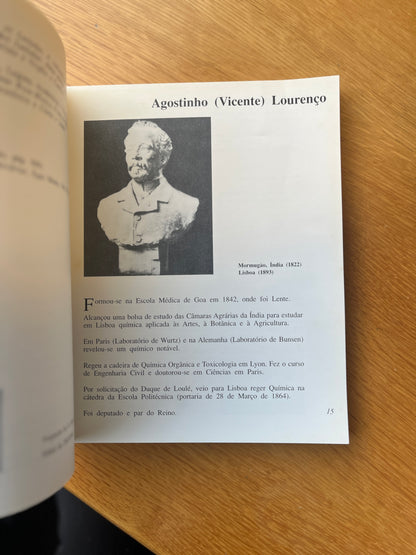 Agostinho (Vicente) Lourenço
Mormugão, Índia (1822)
Lisboa (1893)
Formou-se na Escola Médica de Goa em 1842, onde foi Lente.
Alcançou uma bolsa de estudo das Câmaras Agrárias da Índia para estudar
em Lisboa química aplicada às Artes, à Botânica e à Agricultura.
Em Paris (Laboratório de Wurtz) e na Alemanha (Laboratório de Bunsen)
revelou-se um químico notável.
Regeu a cadeira de Química Orgânica e Toxicologia em Lyon. Fez o curso
de Engenharia Civil e doutorou-se em Ciências em Paris.
Por solicitação do Duque de Loulé, veio para Lisboa reger Química na
cátedra da Escola Politécnica (portaria de 28 de Março de 1864).
Foi deputado e par do Reino.
15